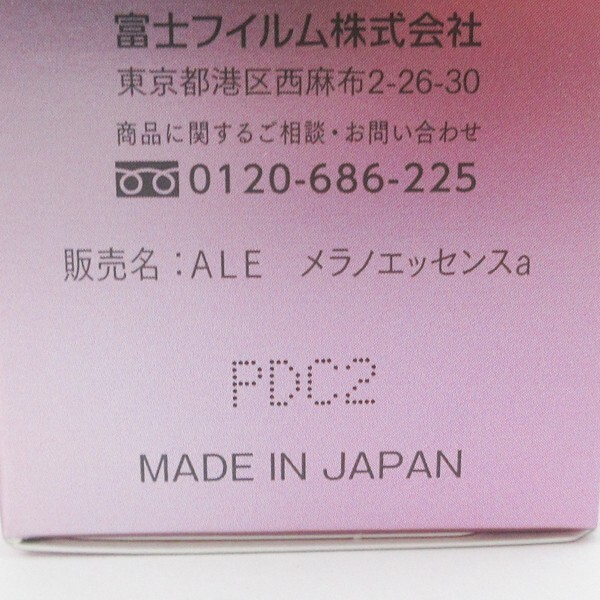 富士フイルム株式会社
東京都港区西麻布2-26-30
商品に関するご相談・お問い合わせ
0120-686-225
販売名：ALE　メラノエッセンスa
PDC2
MADE IN JAPAN